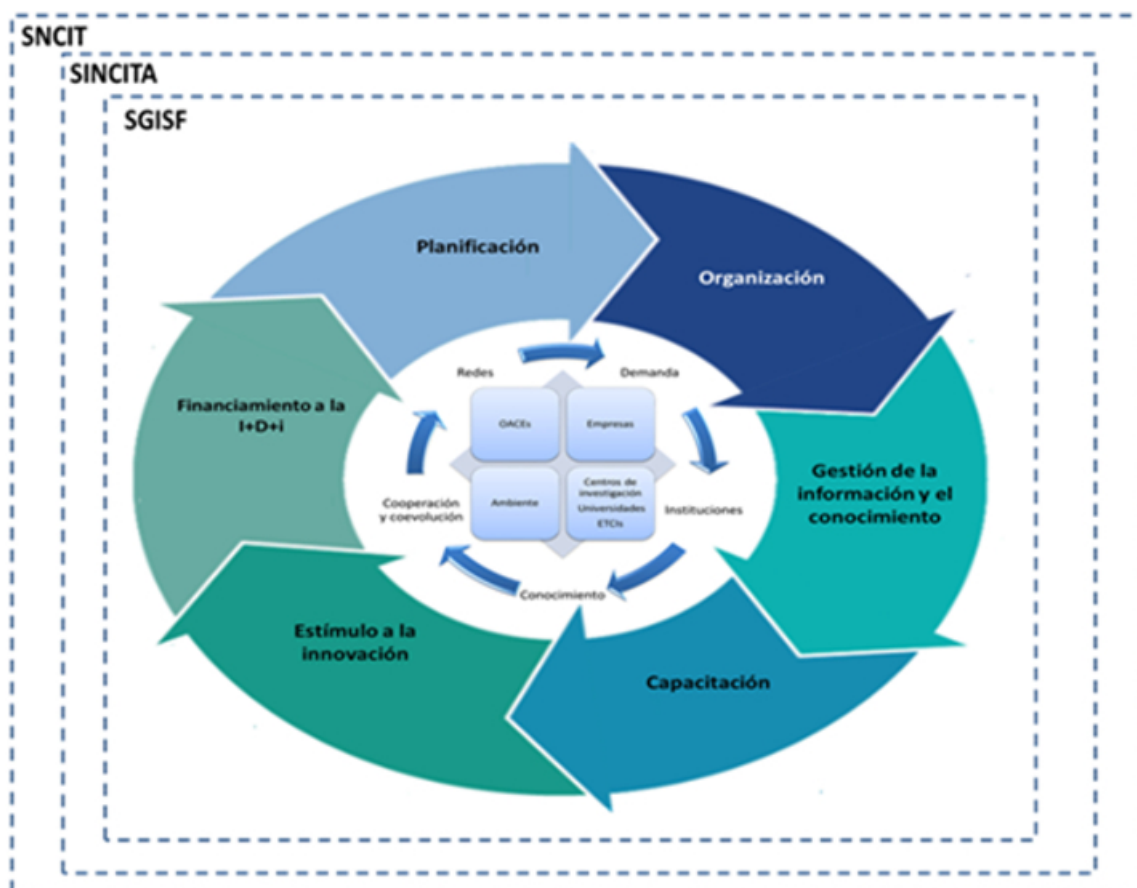 SNCIT
SINCITA
SGISF
Planificación
Organización
Gestión de la
información y el
conocimiento
Capacitación
Estímulo a la
innovación
Financiamiento a la
I+D+i
Redes
Demanda
Instituciones
Conocimiento
Cooperación
y coevolución
OACEs
Empresas
Ambiente
Centros de
investigación
Universidades
ETCIs